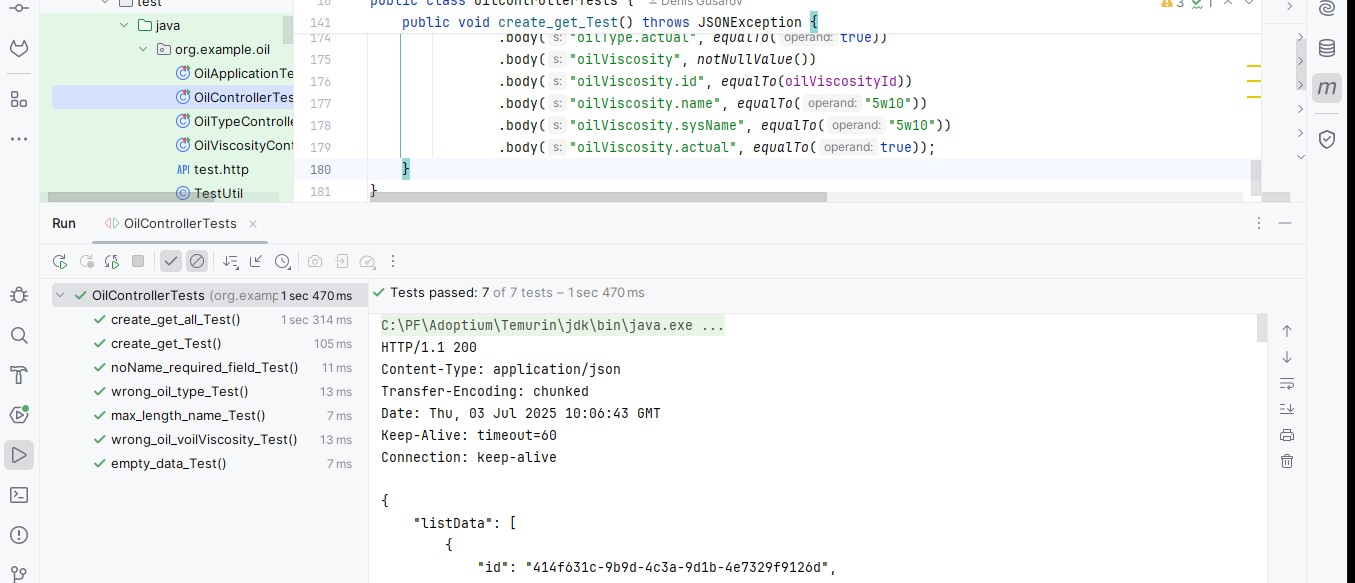 test
java
org.example.oil
OilApplicationTe
OilControllerTes
OilTypeControlle
OilViscosityCont
API test.http
TestUtil
16 public class OilControllerTests { Denis Gusarov 3 1
141 public void create_get_Test() throws JSONException {
174 .body( s: "oilType.actual", equalTo( operand: true))
175 .body( s: "oilViscosity", notNullValue())
176 .body( s: "oilViscosity.id", equalTo(oilViscosityId))
177 .body( s: "oilViscosity.name", equalTo( operand: "5w10"))
178 .body( s: "oilViscosity.sysName", equalTo( operand: "5w10"))
179 .body( s: "oilViscosity.actual", equalTo( operand: true));
180 }
181 }
m
Run OilControllerTests
OilControllerTests (org.examp 1 sec 470 ms
create_get_all_Test() 1 sec 314 ms
create_get_Test() 105 ms
noName_required_field_Test() 11 ms
wrong_oil_type_Test() 13 ms
max_length_name_Test() 7 ms
wrong_oil_voilViscosity_Test() 13 ms
empty_data_Test() 7 ms
Tests passed: 7 of 7 tests – 1 sec 470 ms
C:\PF\Adoptium\Temurin\jdk\bin\java.exe ...
HTTP/1.1 200
Content-Type: application/json
Transfer-Encoding: chunked
Date: Thu, 03 Jul 2025 10:06:43 GMT
Keep-Alive: timeout=60
Connection: keep-alive
{
"listData": [
{
"id": "414f631c-9b9d-4c3a-9d1b-4e7329f9126d",